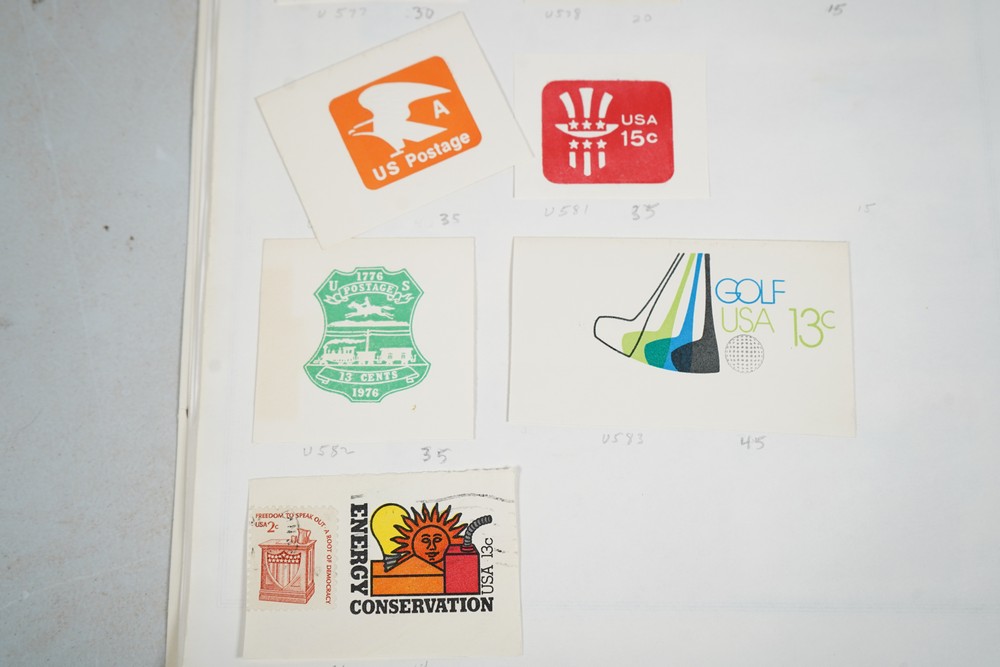 U577 30
U578 20
15
A
US Postage
USA
15c
35
U581 35
15
1776
U S
POSTAGE
13 CENTS
1976
GOLF
USA 13c
U582 35
U583 45
FREEDOM TO SPEAK OUT A ROOT OF DEMOCRACY
USA 2c
ENERGY
CONSERVATION
USA 13c